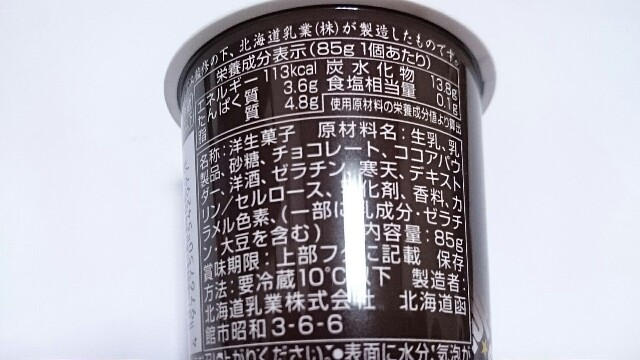 の下、北海道乳業(株)が製造したものです。
栄養成分表示(85g 1個あたり)
エネルギー 113kcal 炭水化物 13.8g
たんぱく質 3.6g 食塩相当量 0.1g
脂質 4.8g 使用原材料の栄養成分値より算出
名称:洋生菓子 原材料名:生乳、乳
製品、砂糖、チョコレート、ココアパウ
ダー、洋酒、ゼラチン、寒天、デキスト
リン/セルロース、乳化剤、香料、カ
ラメル色素、(一部に乳成分・ゼラチ
ン・大豆を含む) 内容量:85g
賞味期限:上部フタに記載 保存
方法:要冷蔵10℃以下 製造者:
北海道乳業株式会社 北海道函
館市昭和3-6-6
上がりください。●表面に水分、気泡が